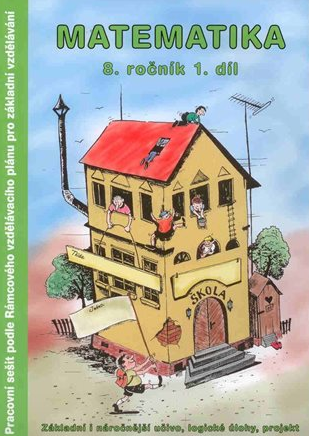 MATEMATIKA
8. ročník 1. díl
Pracovní sešit podle Rámcového vzdělávacího plánu pro základní vzdělávání
ŠKOLA
Základní i náročnější učivo, logické úlohy, projekt